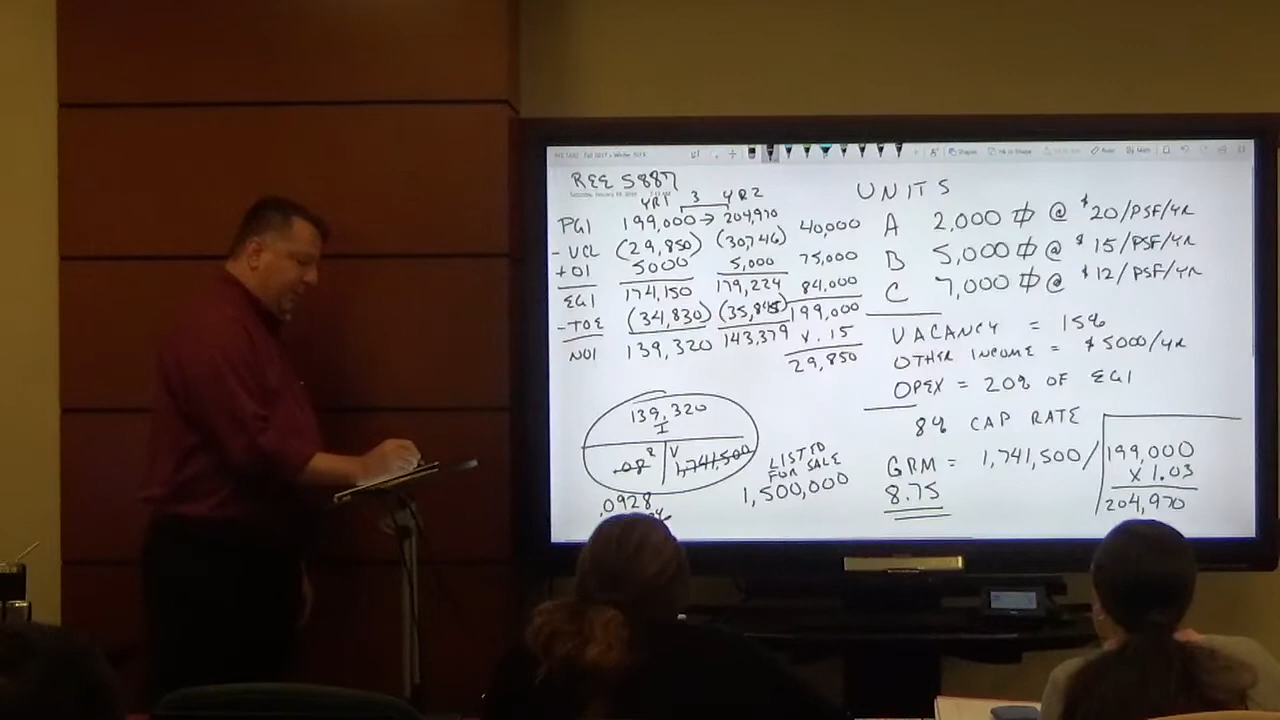 REE 5887
YR1 3 YR2
PGI 199,000 → 204,970
- VCL (29,850) (30,746)
+ OI 5000 5,000
EGI 174,150 179,224
- TOE (34,830) (35,845)
NOI 139,320 143,379
40,000
75,000
84,000
199,000
x .15
29,850
UNITS
A 2,000 @ $20/PSF/YR
B 5,000 @ $15/PSF/YR
C 7,000 @ $12/PSF/YR
VACANCY = 15%
OTHER INCOME = $5000/YR
OPEX = 20% OF EGI
8% CAP RATE
GRM = 1,741,500/
8.75
199,000
x 1.03
204,970
139,320
I
.08 R V 1,741,500
.0928
LISTED
FOR SALE
1,500,000